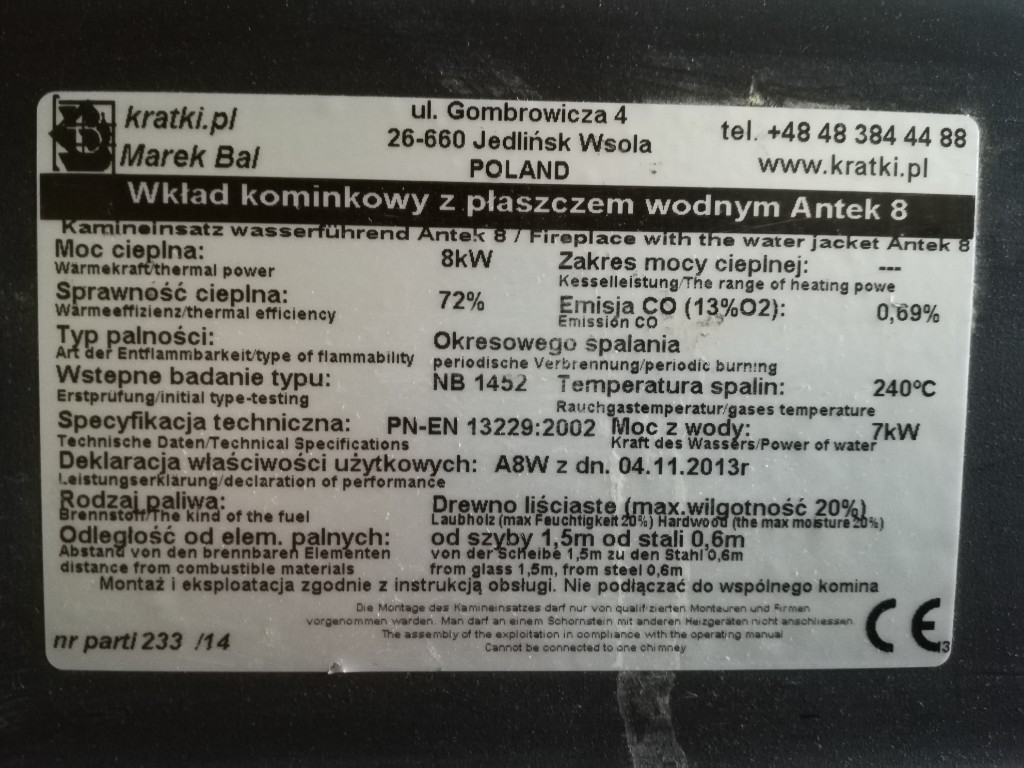 kratki.pl
Marek Bal
ul. Gombrowicza 4
26-660 Jedlińsk Wsola
POLAND
tel. +48 48 384 44 88
www.kratki.pl
Wkład kominkowy z płaszczem wodnym Antek 8
Kamineinsatz wasserführend Antek 8 / Fireplace with the water jacket Antek 8
Moc cieplna: 8kW Zakres mocy cieplnej: ---
Wärmekraft/thermal power Kesselleistung/The range of heating powe
Sprawność cieplna: 72% Emisja CO (13%O2): 0,69%
Wärmeeffizienz/thermal efficiency Emission CO
Typ palności: Okresowego spalania
Art der Entflammbarkeit/type of flammability periodische Verbrennung/periodic burning
Wstępne badanie typu: NB 1452 Temperatura spalin: 240°C
Erstprüfung/initial type-testing Rauchgastemperatur/gases temperature
Specyfikacja techniczna: PN-EN 13229:2002 Moc z wody: 7kW
Technische Daten/Technical Specifications Kraft des Wassers/Power of water
Deklaracja właściwości użytkowych: A8W z dn. 04.11.2013r
Leistungserklärung/declaration of performance
Rodzaj paliwa: Drewno liściaste (max.wilgotność 20%)
Brennstoff/The kind of the fuel Laubholz (max Feuchtigkeit 20%) Hardwood (the max moisture 20%)
Odległość od elem. palnych: od szyby 1,5m od stali 0,6m
Abstand von den brennbaren Elementen von der Scheibe 1,5m zu den Stahl 0,6m
distance from combustible materials from glass 1,5m, from steel 0,6m
Montaż i eksploatacja zgodnie z instrukcją obsługi. Nie podłączać do wspólnego komina
Die Montage des Kamineinsatzes darf nur von qualifizierten Monteuren und Firmen
vorgenommen warden. Man darf an einem Schornstein mit anderen Heizgeräten nicht anschliessen
The assembly of the exploitation in compliance with the operating manual
Cannot be connected to one chimney
nr parti 233 /14
CE